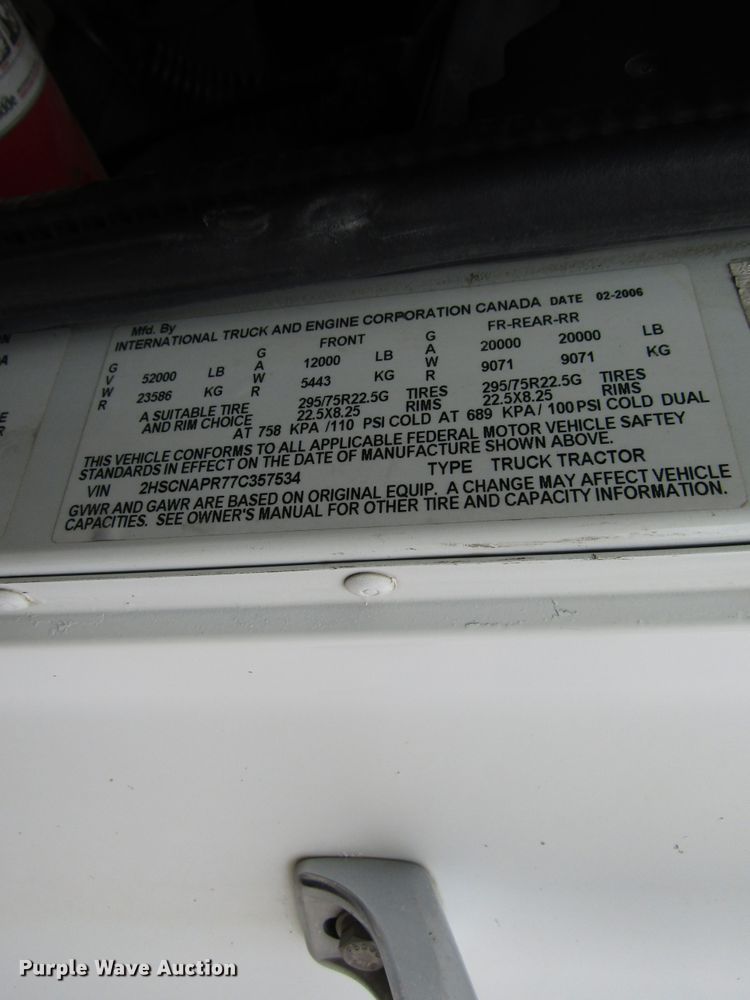 Mfd. By
INTERNATIONAL TRUCK AND ENGINE CORPORATION CANADA DATE 02-2006
G FRONT G FR-REAR-RR
G 52000 LB A 12000 LB A 20000 20000 LB
V W W
W 23586 KG R 5443 KG R 9071 9071 KG
R 295/75R22.5G TIRES 295/75R22.5G TIRES
A SUITABLE TIRE 22.5X8.25 RIMS 22.5X8.25 RIMS
AND RIM CHOICE
AT 758 KPA /110 PSI COLD AT 689 KPA / 100 PSI COLD DUAL
THIS VEHICLE CONFORMS TO ALL APPLICABLE FEDERAL MOTOR VEHICLE SAFTEY
STANDARDS IN EFFECT ON THE DATE OF MANUFACTURE SHOWN ABOVE.
VIN 2HSCNAPR77C357534 TYPE TRUCK TRACTOR
GVWR AND GAWR ARE BASED ON ORIGINAL EQUIP. A CHANGE MAY AFFECT VEHICLE
CAPACITIES. SEE OWNER'S MANUAL FOR OTHER TIRE AND CAPACITY INFORMATION.
Purple Wave Auction